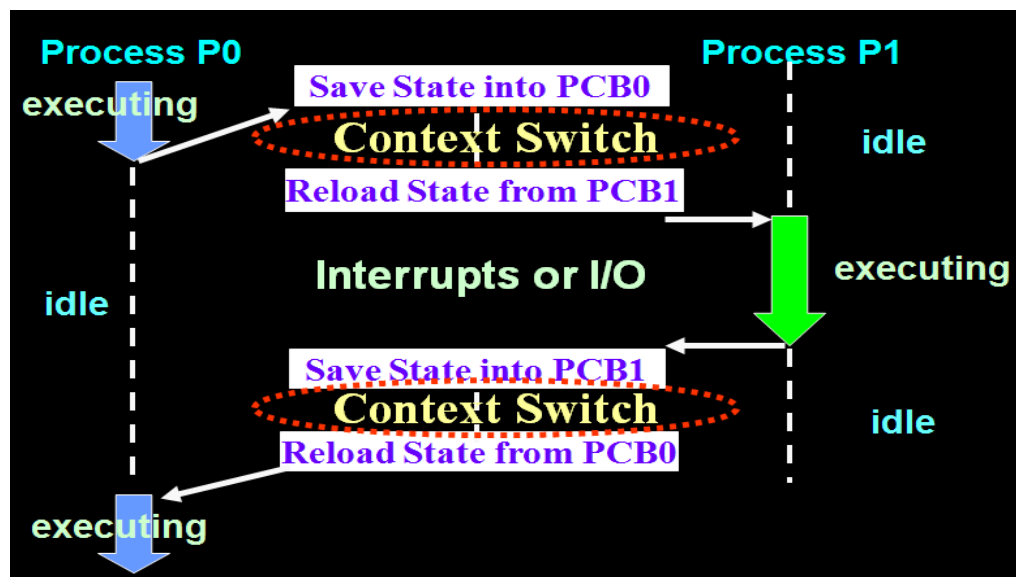 Process P0
Process P1
executing
Save State into PCB0
Context Switch
idle
Reload State from PCB1
Interrupts or I/O
executing
idle
Save State into PCB1
Context Switch
idle
Reload State from PCB0
executing